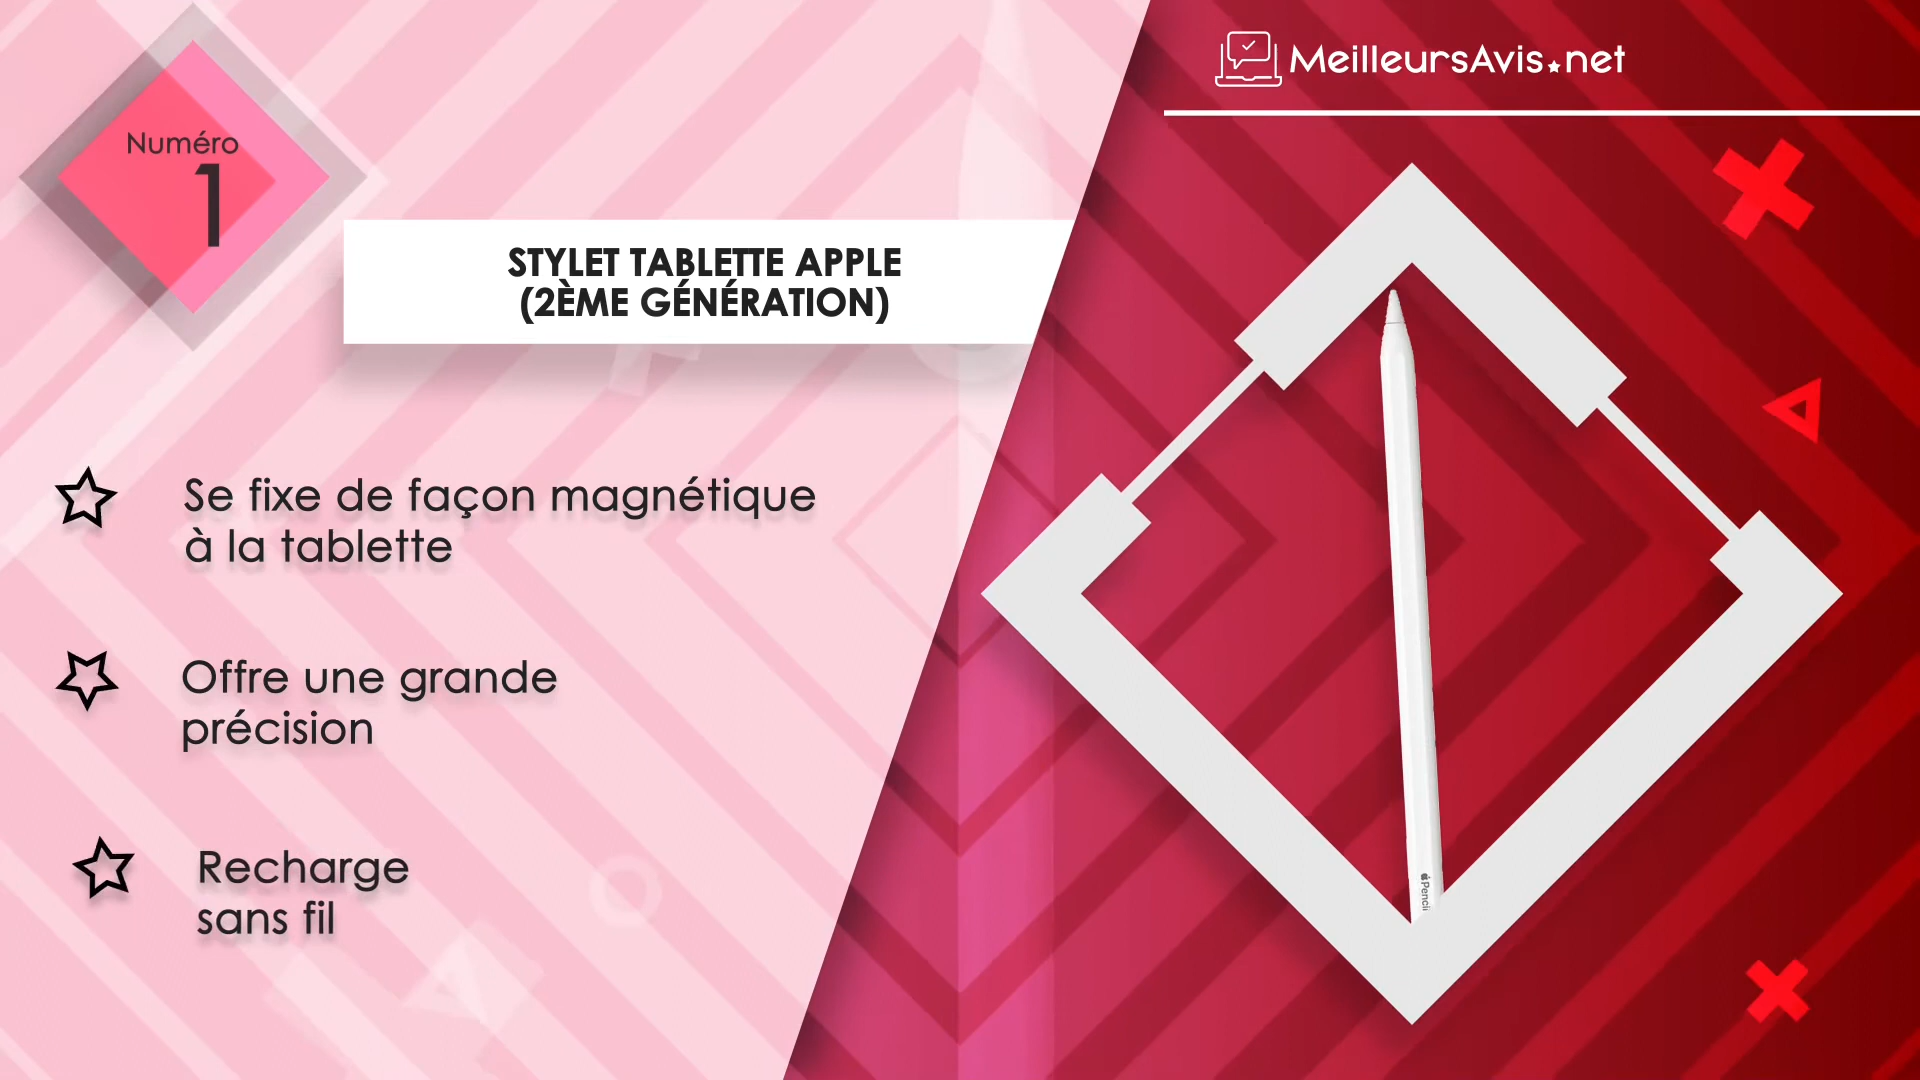 Numéro
1
MeilleursAvis.net
STYLET TABLETTE APPLE
(2ÈME GÉNÉRATION)
Se fixe de façon magnétique
à la tablette
Offre une grande
précision
Recharge
sans fil
Pencil